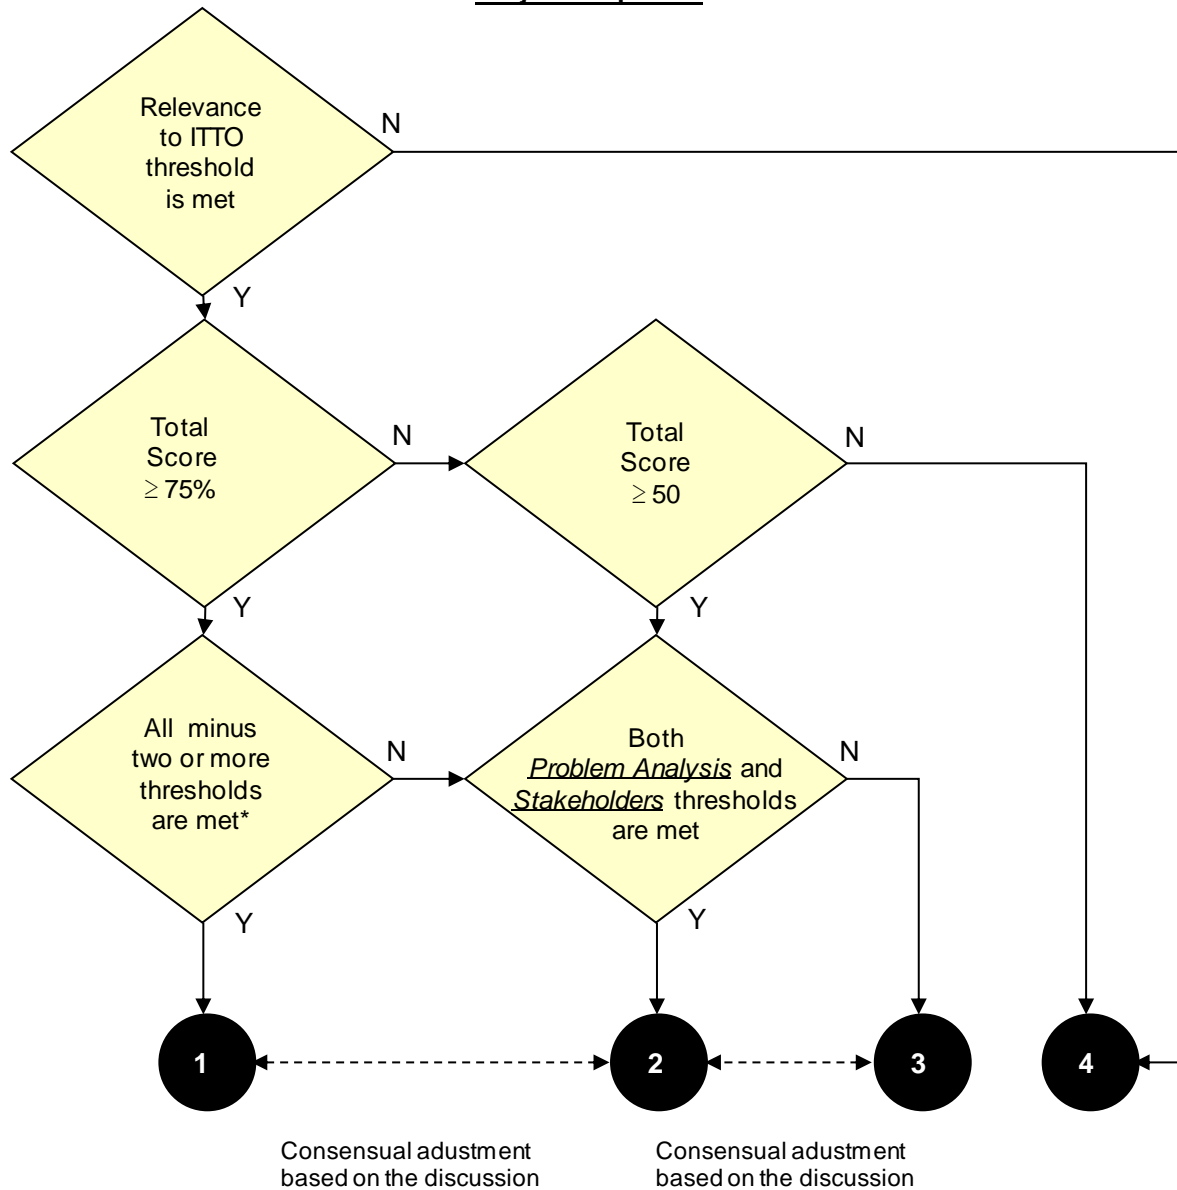 Relevance
to ITTO
threshold
is met
N
Y
Total
Score
≥ 75%
N
Y
Total
Score
≥ 50
N
Y
All minus
two or more
thresholds
are met*
N
Y
Both
Problem Analysis and
Stakeholders thresholds
are met
N
Y
1
2
3
4
Consensual adustment
based on the discussion
Consensual adustment
based on the discussion